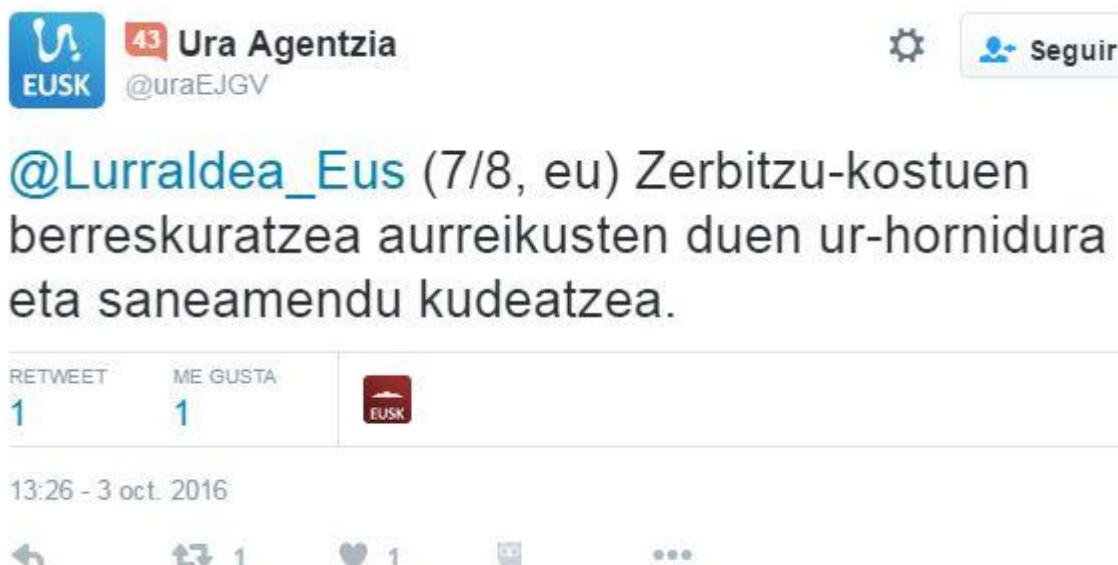 EUSK
43 Ura Agentzia
@uraEJGV
Seguir
@Lurraldea_Eus (7/8, eu) Zerbitzu-kostuen
berreskuratzea aurreikusten duen ur-hornidura
eta saneamendu kudeatzea.
RETWEET ME GUSTA
1 1
EUSK
13:26 - 3 oct. 2016
1 1